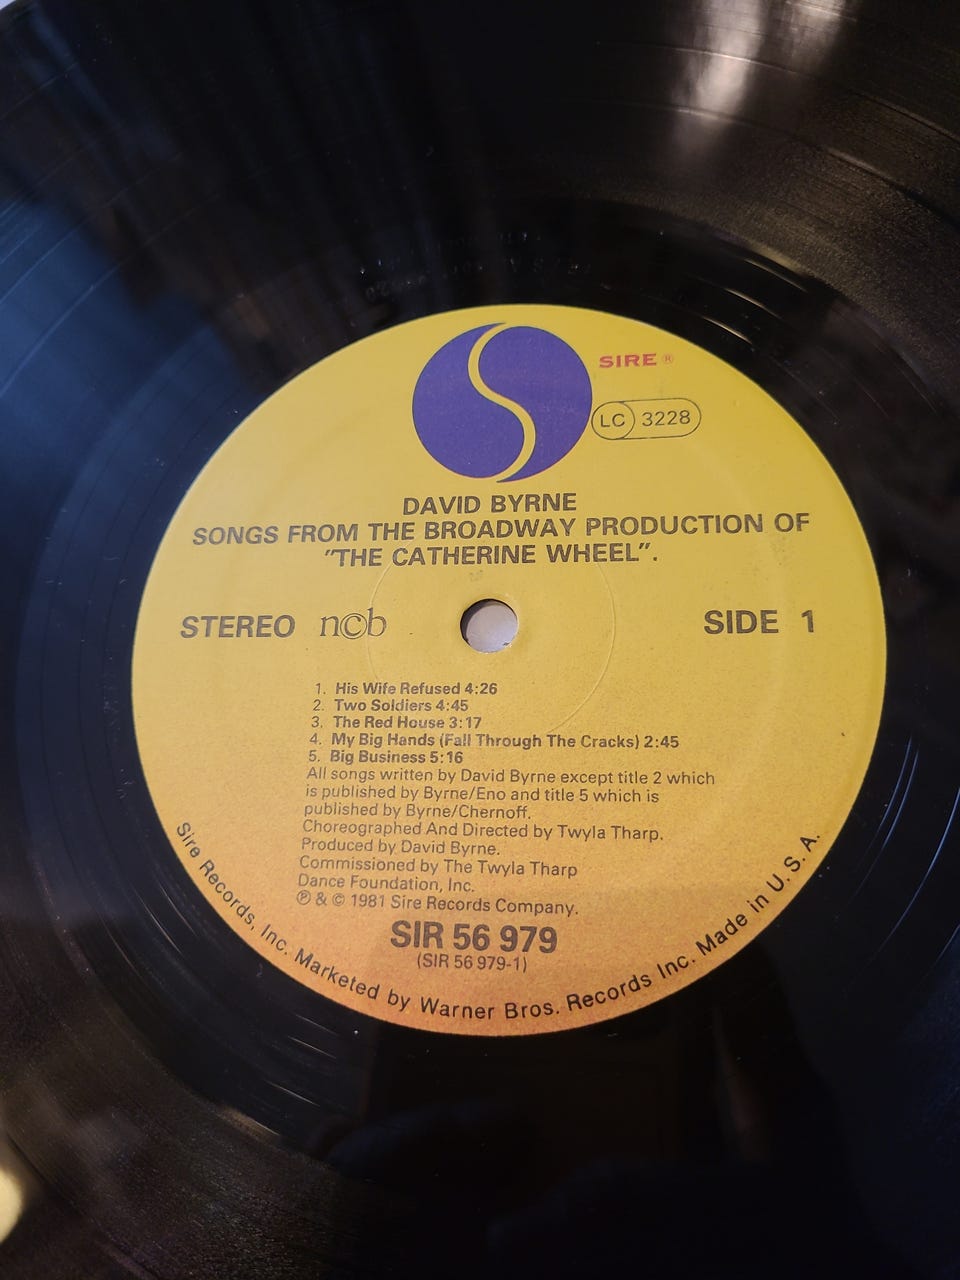 SIRE ®
LC 3228
DAVID BYRNE
SONGS FROM THE BROADWAY PRODUCTION OF
"THE CATHERINE WHEEL".
STEREO n©b SIDE 1
1. His Wife Refused 4:26
2. Two Soldiers 4:45
3. The Red House 3:17
4. My Big Hands (Fall Through The Cracks) 2:45
5. Big Business 5:16
All songs written by David Byrne except title 2 which
is published by Byrne/Eno and title 5 which is
published by Byrne/Chernoff.
Choreographed And Directed by Twyla Tharp.
Produced by David Byrne.
Commissioned by The Twyla Tharp
Dance Foundation, Inc.
℗ & © 1981 Sire Records Company.
SIR 56 979
(SIR 56 979-1)
Sire Records, Inc. Marketed by Warner Bros. Records Inc. Made in U. S. A.